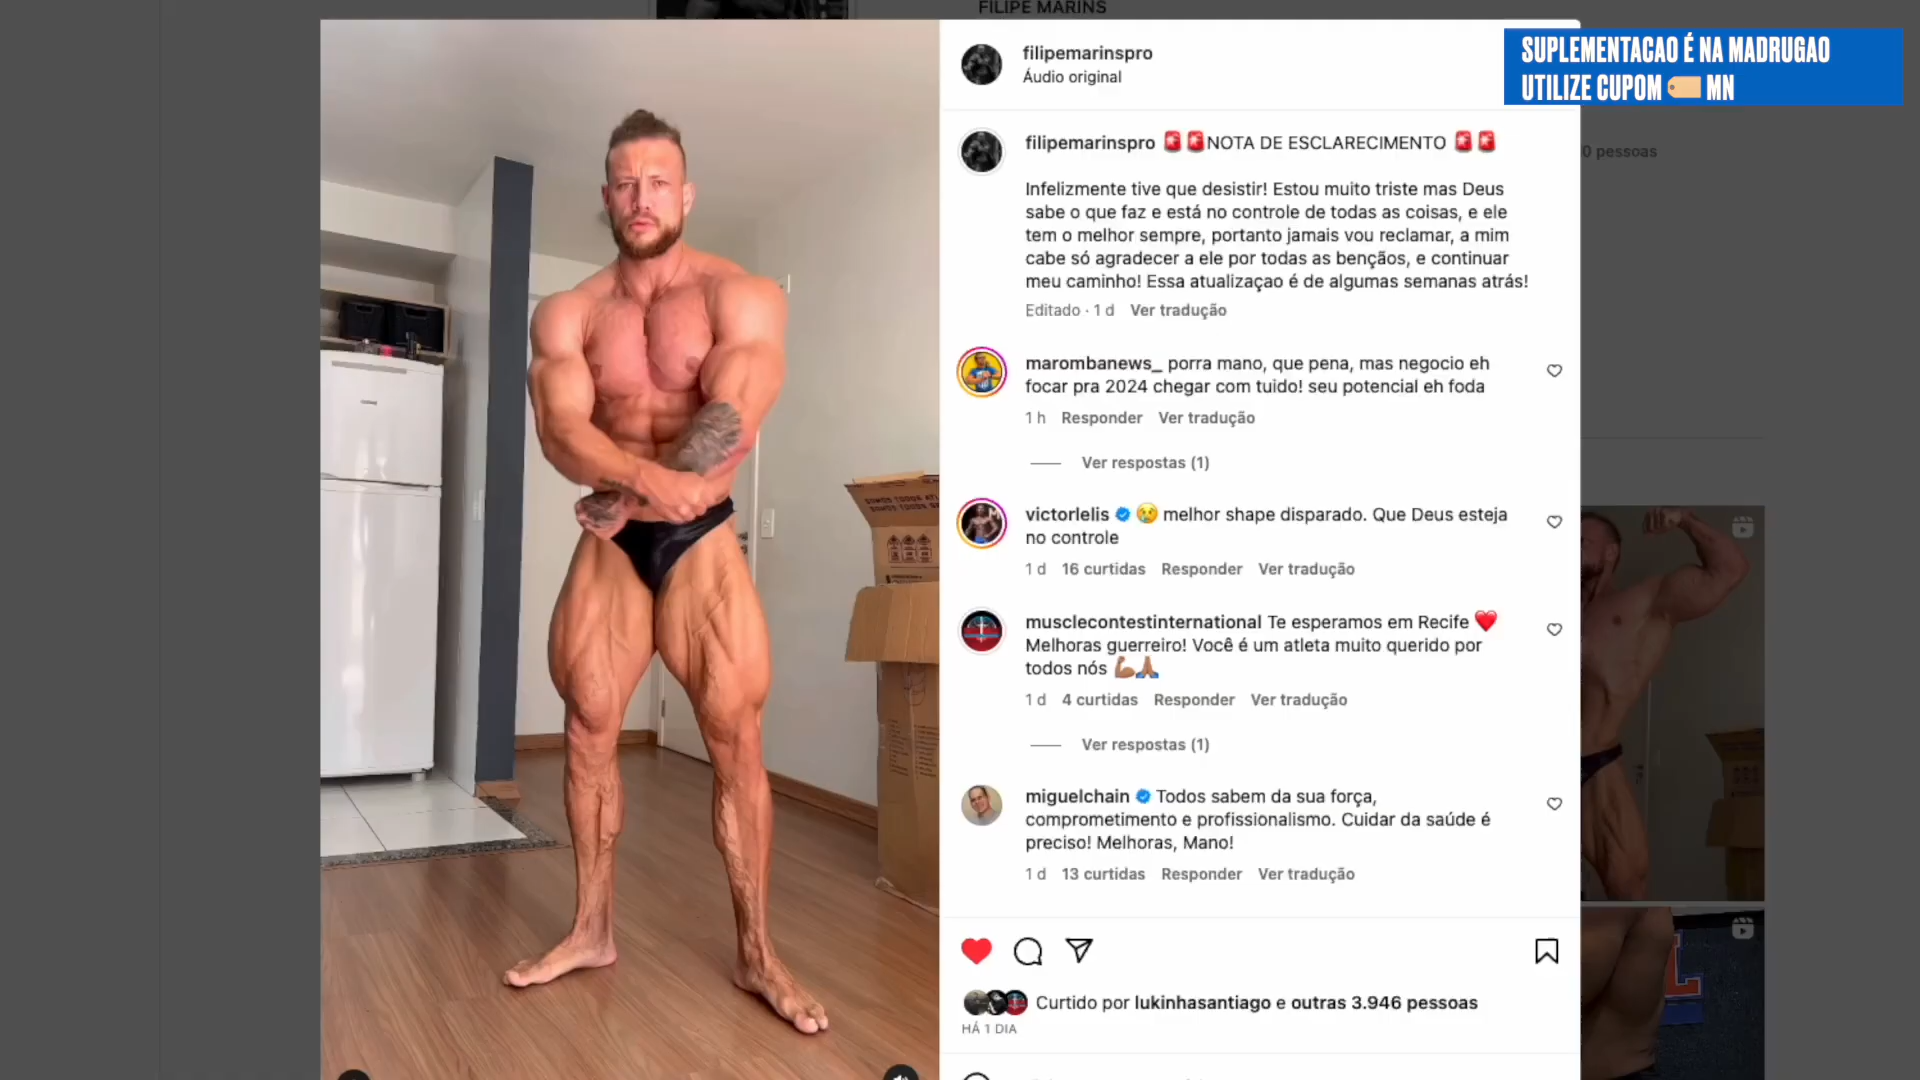 FILIPE MARINS
SUPLEMENTACAO É NA MADRUGAO
UTILIZE CUPOM MN
filipemarinspro
Áudio original
filipemarinspro 🚨🚨NOTA DE ESCLARECIMENTO 🚨🚨
Infelizmente tive que desistir! Estou muito triste mas Deus
sabe o que faz e está no controle de todas as coisas, e ele
tem o melhor sempre, portanto jamais vou reclamar, a mim
cabe só agradecer a ele por todas as bençãos, e continuar
meu caminho! Essa atualizaçao é de algumas semanas atrás!
Editado · 1 d Ver tradução
0 pessoas
marombanews_ porra mano, que pena, mas negocio eh
focar pra 2024 chegar com tuido! seu potencial eh foda
1 h Responder Ver tradução
Ver respostas (1)
victorlelis 😢 melhor shape disparado. Que Deus esteja
no controle
1 d 16 curtidas Responder Ver tradução
musclecontestinternational Te esperamos em Recife ❤️
Melhoras guerreiro! Você é um atleta muito querido por
todos nós 💪🏽🙏🏽
1 d 4 curtidas Responder Ver tradução
Ver respostas (1)
miguelchain Todos sabem da sua força,
comprometimento e profissionalismo. Cuidar da saúde é
preciso! Melhoras, Mano!
1 d 13 curtidas Responder Ver tradução
Curtido por lukinhasantiago e outras 3.946 pessoas
HÁ 1 DIA